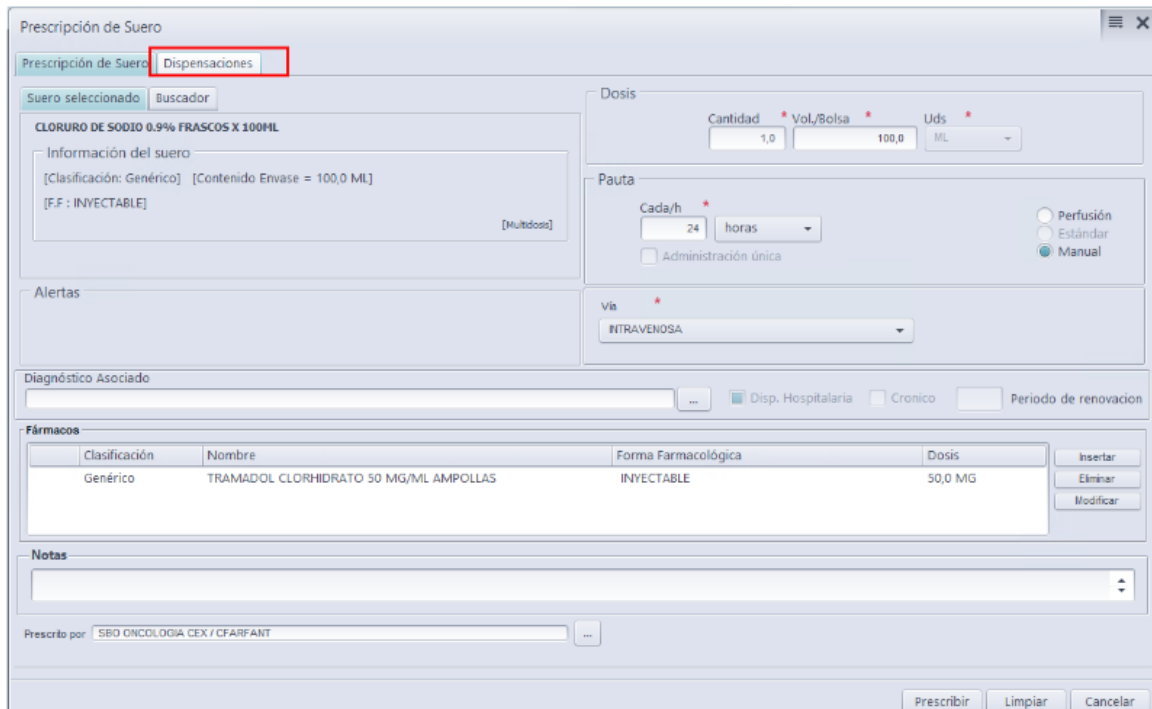 Prescripción de Suero
Prescripción de Suero Dispensaciones
Suero seleccionado Buscador
CLORURO DE SODIO 0.9% FRASCOS X 100ML
Información del suero
[Clasificación: Genérico] [Contenido Envase = 100,0 ML]
[F.F : INYECTABLE]
[Multidosis]
Alertas
Dosis
Cantidad * Vol./Bolsa * Uds *
1,0 100,0 ML
Pauta
Cada/h *
24 horas
Administración única
Perfusión
Estándar
Manual
Vía *
INTRAVENOSA
Diagnóstico Asociado
... Disp. Hospitalaria Cronico Periodo de renovacion
Fármacos
Clasificación Nombre Forma Farmacológica Dosis
Genérico TRAMADOL CLORHIDRATO 50 MG/ML AMPOLLAS INYECTABLE 50,0 MG
Insertar
Eliminar
Modificar
Notas
Prescrito por SBO ONCOLOGIA CEX / CFARFANT ...
Prescribir Limpiar Cancelar